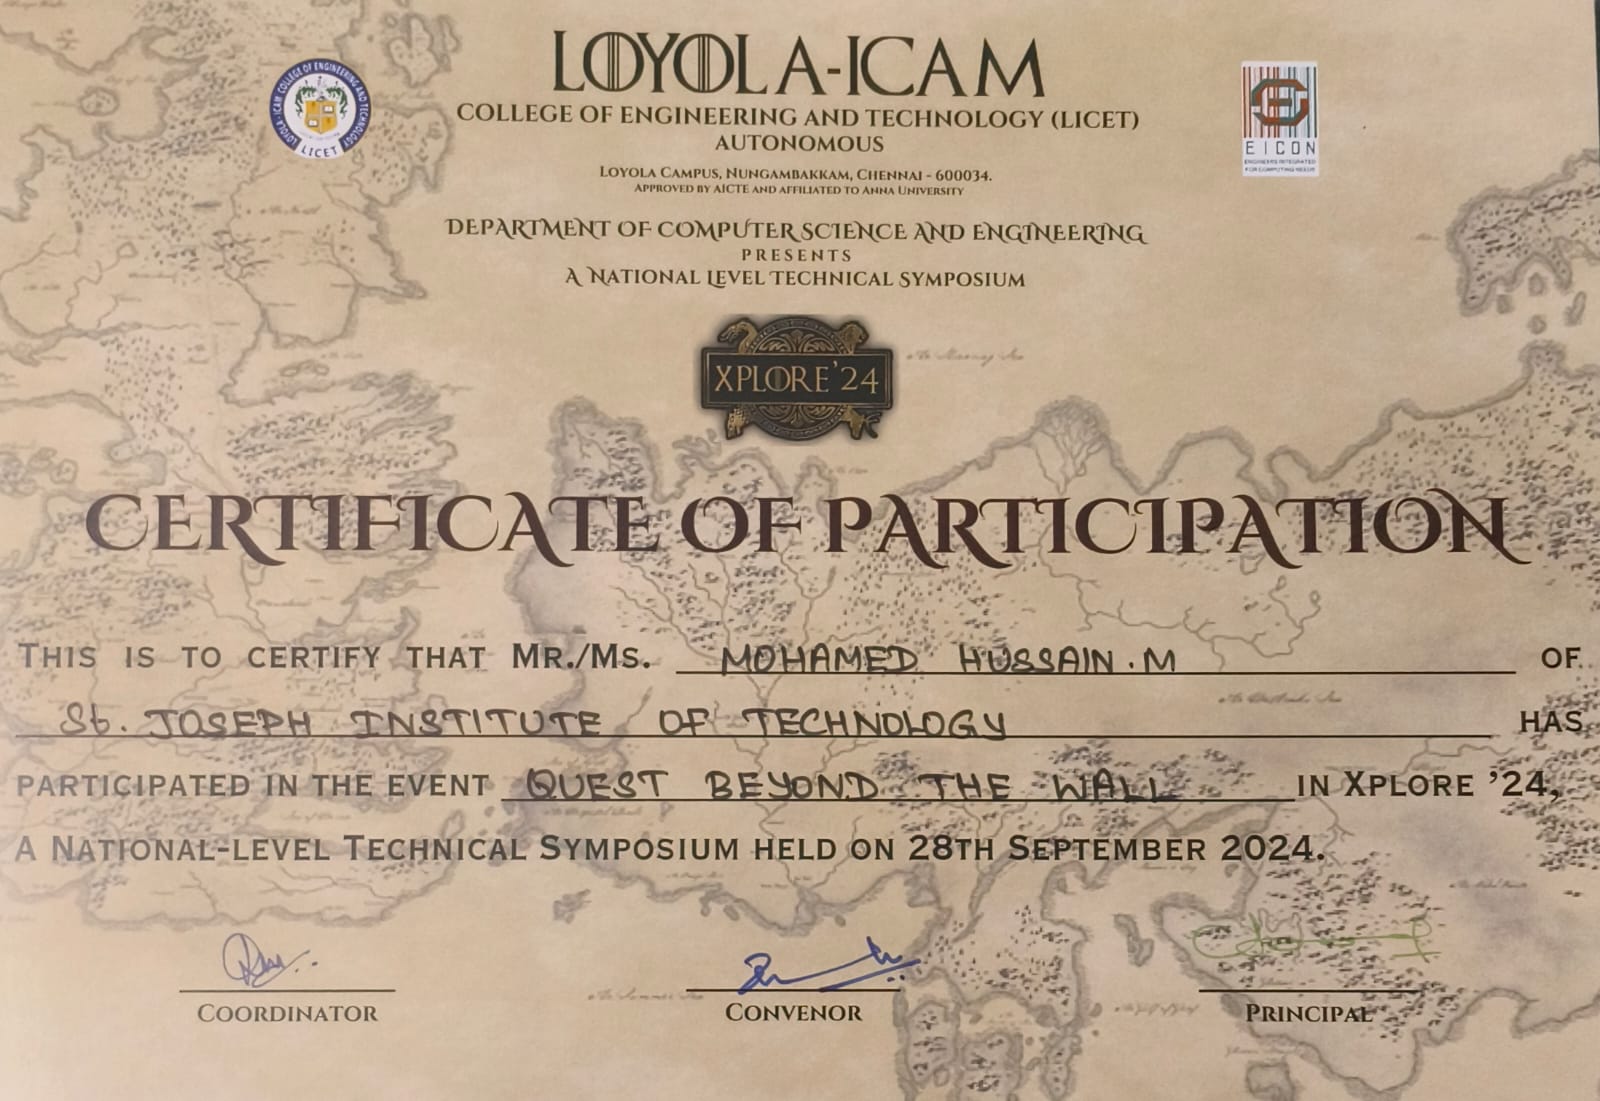 LOYOLA-ICAM
COLLEGE OF ENGINEERING AND TECHNOLOGY (LICET)
AUTONOMOUS
LOYOLA CAMPUS, NUNGAMBAKKAM, CHENNAI - 600034.
APPROVED BY AICTE AND AFFILIATED TO ANNA UNIVERSITY
LOYOLA-ICAM COLLEGE OF ENGINEERING AND TECHNOLOGY
LICET
EICON
ENGINEERS INTEGRATED
FOR COMPUTING NEEDS
DEPARTMENT OF COMPUTER SCIENCE AND ENGINEERING
PRESENTS
A NATIONAL LEVEL TECHNICAL SYMPOSIUM
XPLORE'24
CERTIFICATE OF PARTICIPATION
THIS IS TO CERTIFY THAT MR./MS. MOHAMED HUSSAIN.M OF
St. JOSEPH INSTITUTE OF TECHNOLOGY HAS
PARTICIPATED IN THE EVENT QUEST BEYOND THE WALL IN XPLORE '24,
A NATIONAL-LEVEL TECHNICAL SYMPOSIUM HELD ON 28TH SEPTEMBER 2024.
COORDINATOR CONVENOR PRINCIPAL